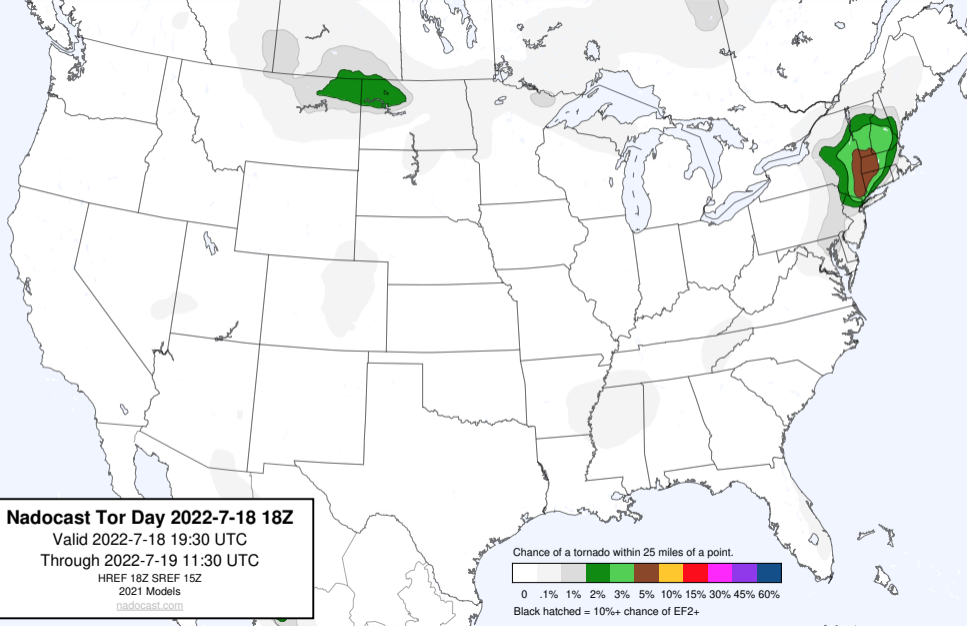 Nadocast Tor Day 2022-7-18 18Z
Valid 2022-7-18 19:30 UTC
Through 2022-7-19 11:30 UTC
HREF 18Z SREF 15Z
2021 Models
nadocast.com
Chance of a tornado within 25 miles of a point.
0 .1% 1% 2% 3% 5% 10% 15% 30% 45% 60%
Black hatched = 10%+ chance of EF2+